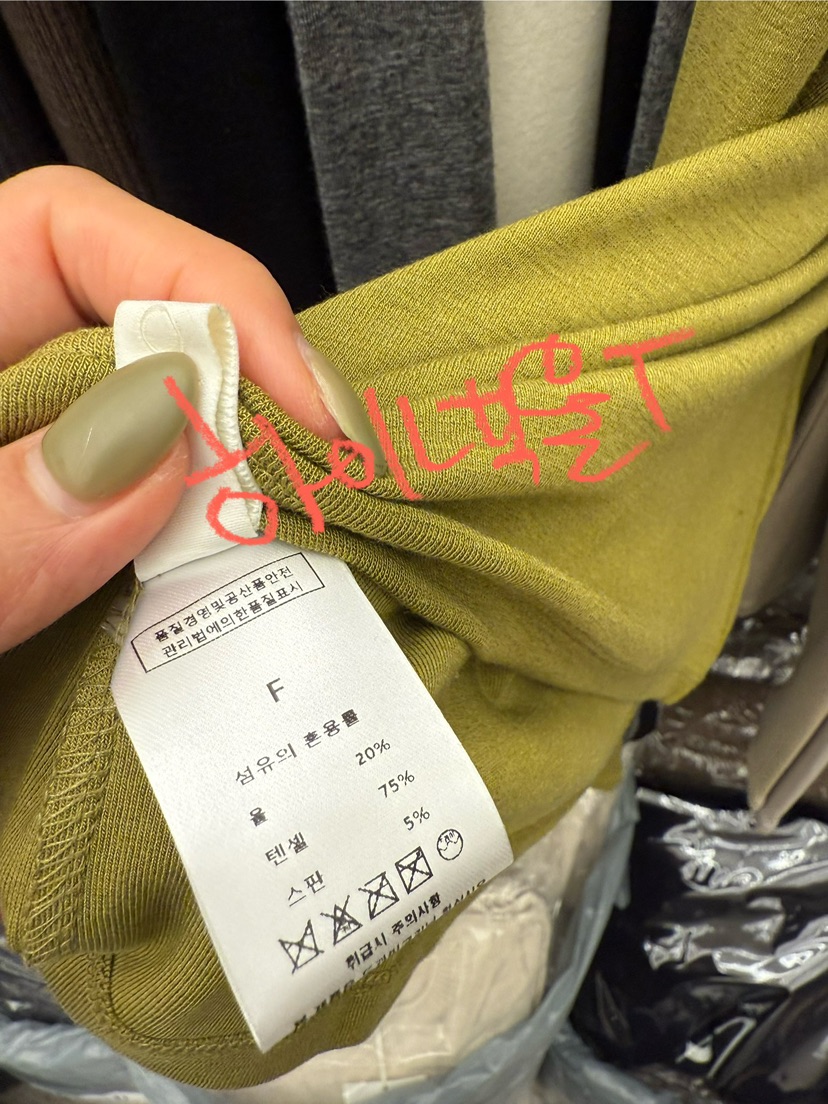 하이넥울T
품질경영및공산품안전
관리법에의한품질표시
F
섬유의 혼용률
울 20%
텐셀 75%
스판 5%
취급시 주의사항